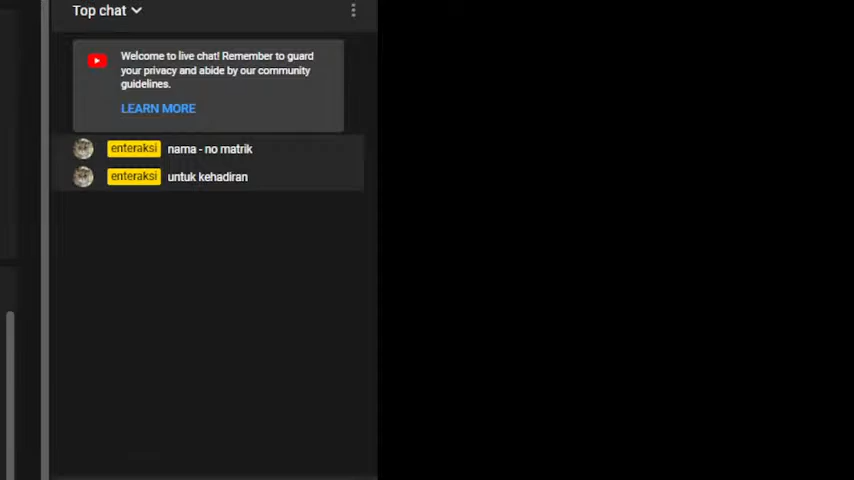 Top chat
Welcome to live chat! Remember to guard
your privacy and abide by our community
guidelines.
LEARN MORE
enteraksi nama - no matrik
enteraksi untuk kehadiran